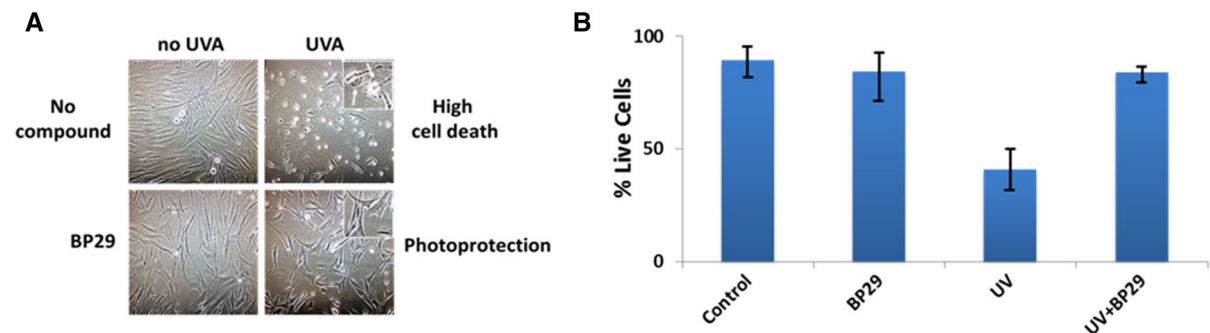 A
no UVA
UVA
No
compound
High
cell death
BP29
Photoprotection
B
% Live Cells
100
50
0
Control
BP29
UV
UV+BP29